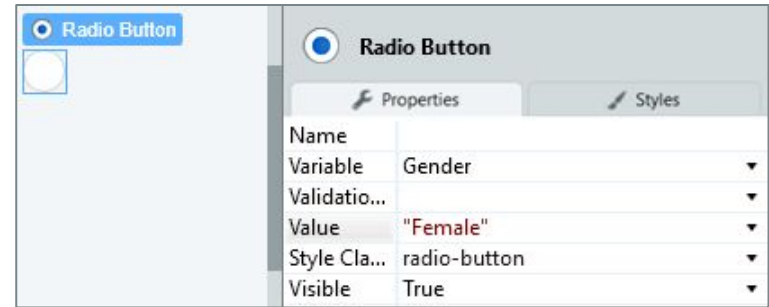 Radio Button
Radio Button
Properties
Styles
Name
Variable Gender
Validatio...
Value "Female"
Style Cla... radio-button
Visible True